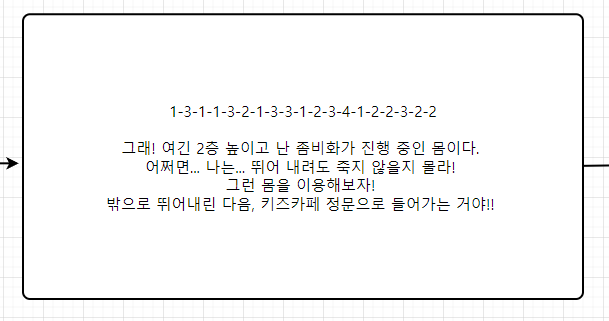 1-3-1-1-3-2-1-3-3-1-2-3-4-1-2-2-3-2-2
그래! 여긴 2층 높이고 난 좀비화가 진행 중인 몸이다.
어쩌면... 나는... 뛰어 내려도 죽지 않을지 몰라!
그런 몸을 이용해보자!
밖으로 뛰어내린 다음, 키즈카페 정문으로 들어가는 거야!!